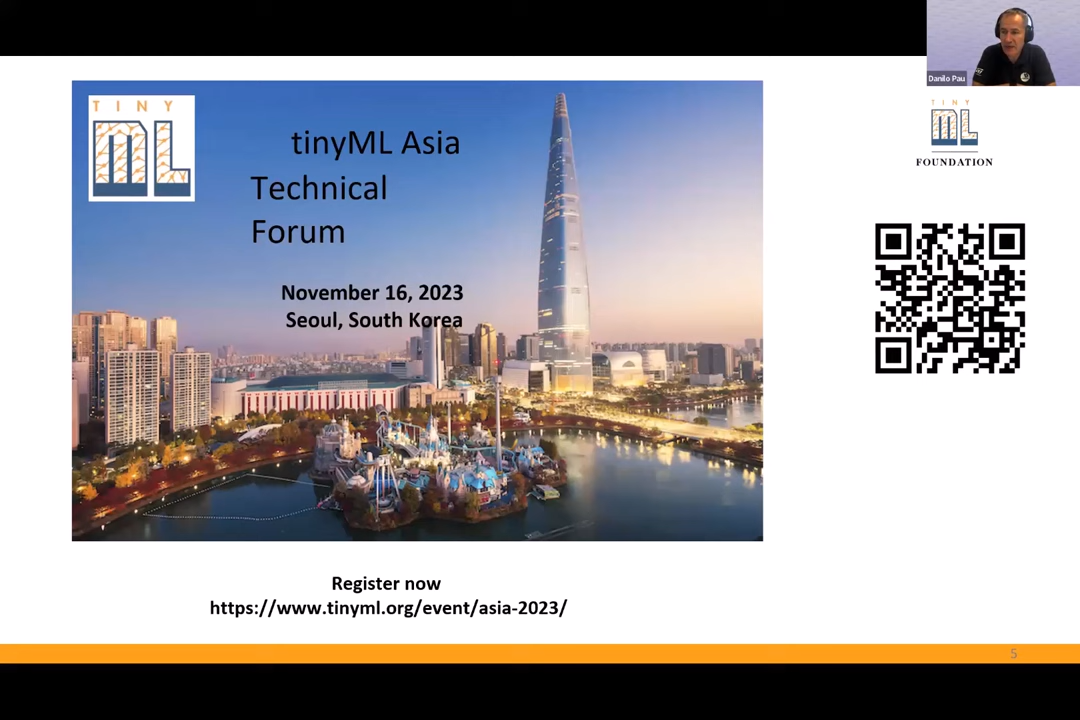 Danilo Pau
TINY
ML
tinyML Asia
Technical
Forum
November 16, 2023
Seoul, South Korea
TINY
ML
FOUNDATION
Register now
https://www.tinyml.org/event/asia-2023/
5